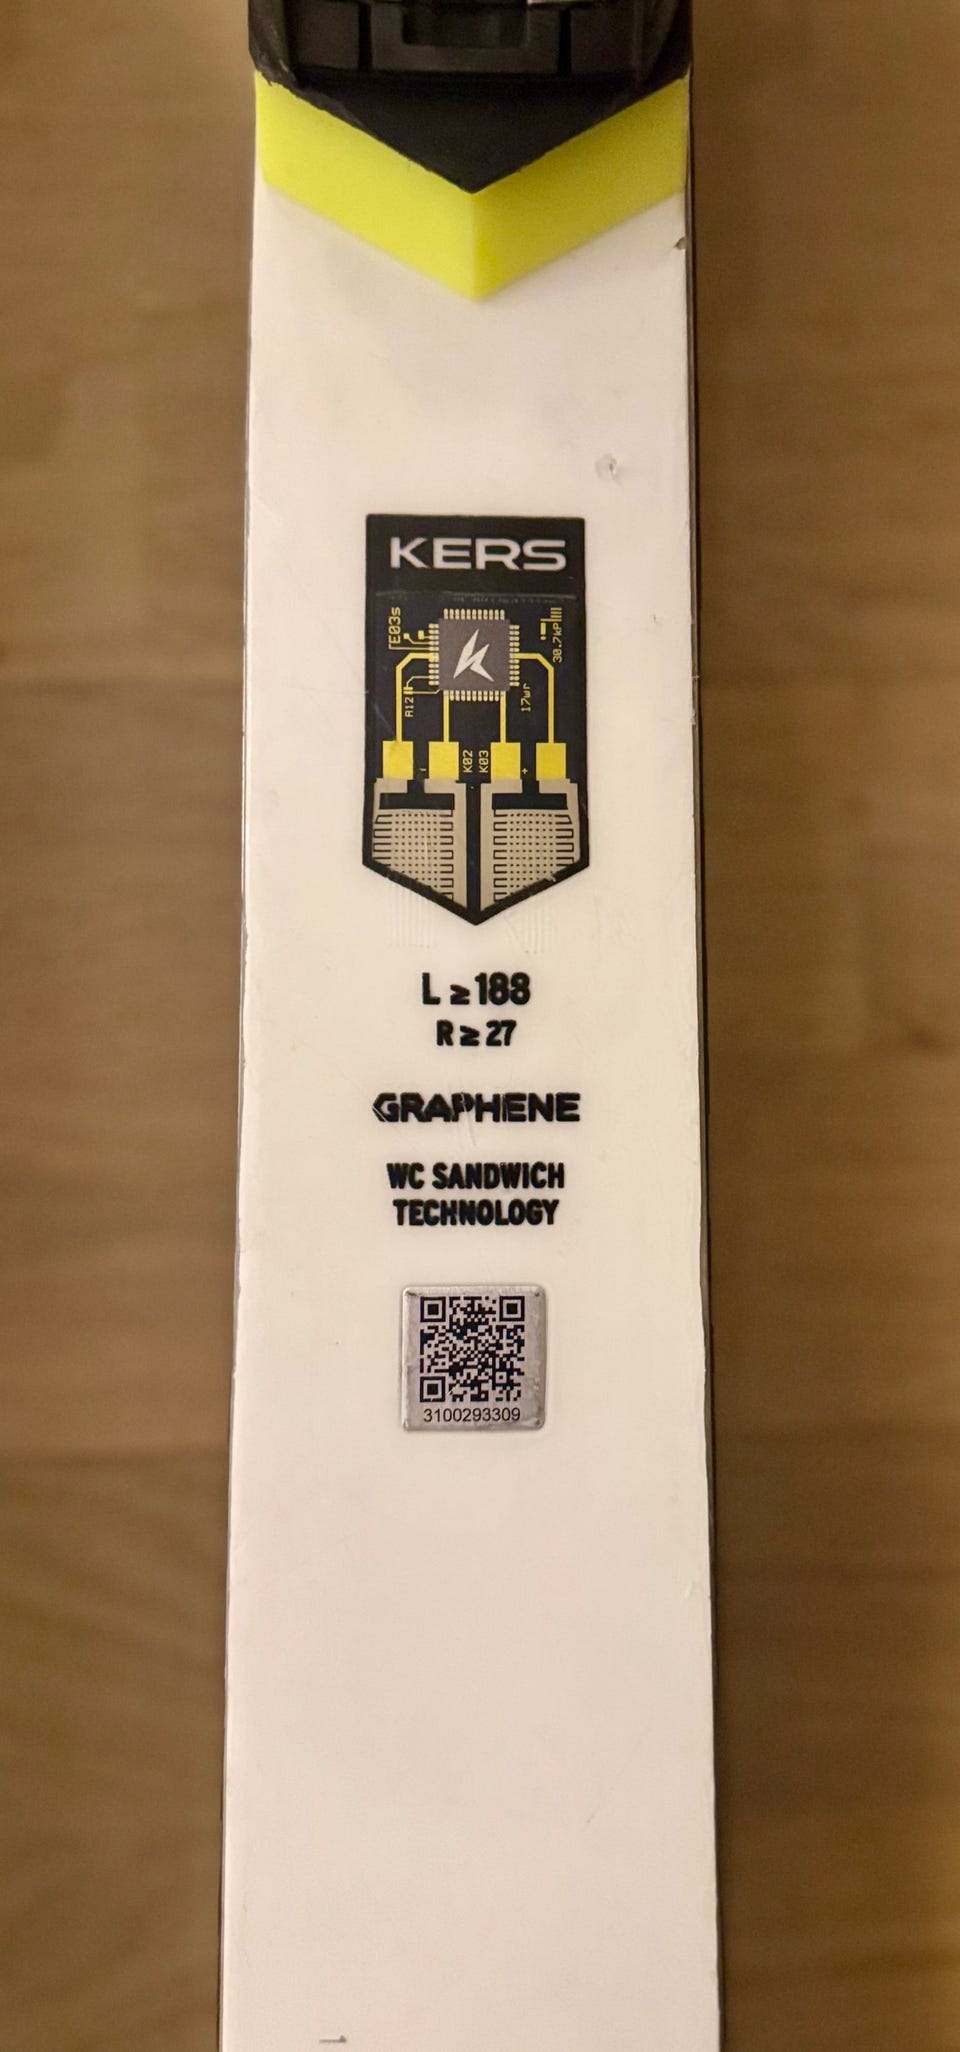 KERS
E03s
30.7kP
R12
17wr
K02
K03
+
L ≥ 188
R ≥ 27
GRAPHENE
WC SANDWICH
TECHNOLOGY
3100293309